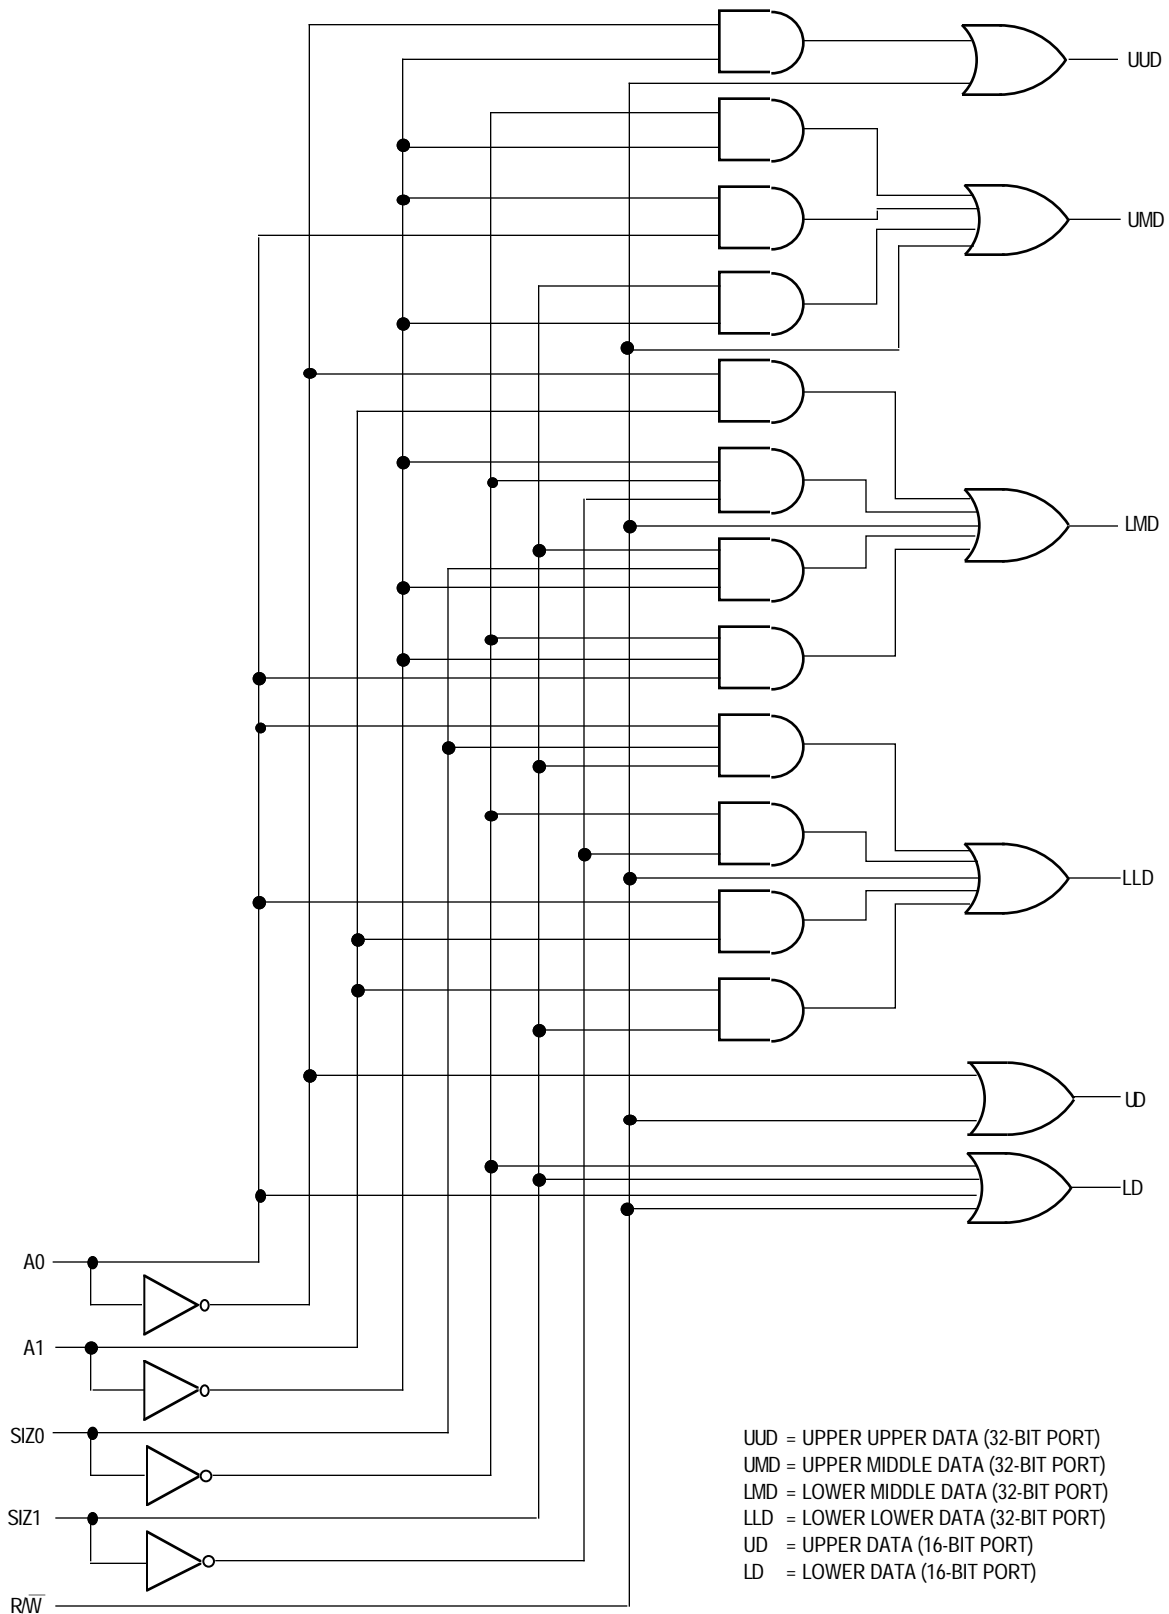 UUD
UMD
LMD
LLD
UD
LD
A0
A1
SIZ0
SIZ1
R/W̅
UUD = UPPER UPPER DATA (32-BIT PORT)
UMD = UPPER MIDDLE DATA (32-BIT PORT)
LMD = LOWER MIDDLE DATA (32-BIT PORT)
LLD = LOWER LOWER DATA (32-BIT PORT)
UD = UPPER DATA (16-BIT PORT)
LD = LOWER DATA (16-BIT PORT)